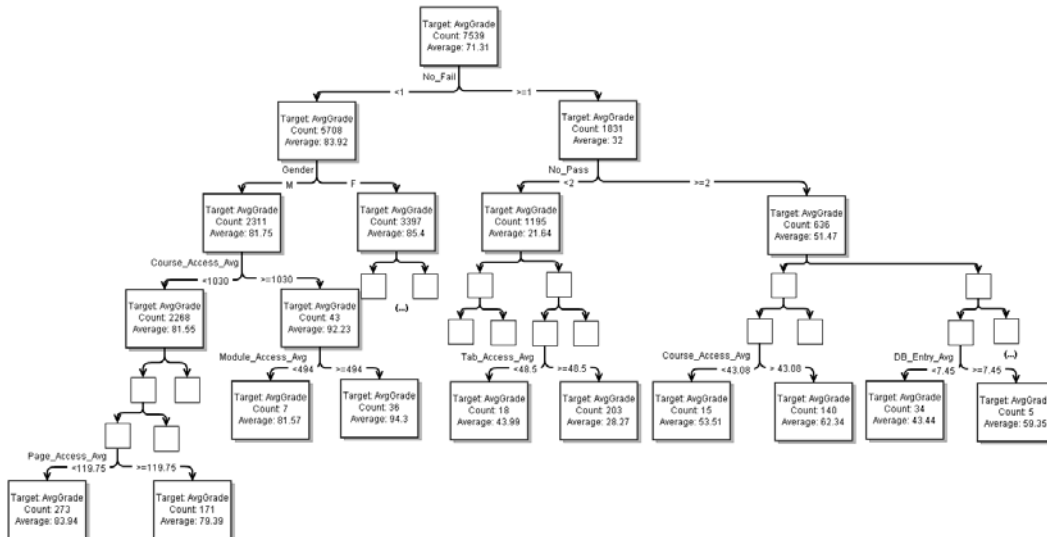 Target: AvgGrade
Count: 7539
Average: 71.31
No_Fail
<1
>=1
Target: AvgGrade
Count: 5708
Average: 83.92
Target: AvgGrade
Count: 1831
Average: 32
Gender
M
F
No_Pass
<2
>=2
Target: AvgGrade
Count: 2311
Average: 81.75
Target: AvgGrade
Count: 3397
Average: 85.4
Target: AvgGrade
Count: 1195
Average: 21.64
Target: AvgGrade
Count: 636
Average: 51.47
Course_Access_Avg
<1030
>=1030
(...)
Target: AvgGrade
Count: 2268
Average: 81.55
Target: AvgGrade
Count: 43
Average: 92.23
Module_Access_Avg
<494
>=494
Tab_Access_Avg
<48.5
>=48.5
Course_Access_Avg
<43.08
> 43.08
DB_Entry_Avg
<7.45
>=7.45
(...)
Target: AvgGrade
Count: 7
Average: 81.57
Target: AvgGrade
Count: 36
Average: 94.3
Target: AvgGrade
Count: 18
Average: 43.99
Target: AvgGrade
Count: 203
Average: 28.27
Target: AvgGrade
Count: 15
Average: 53.51
Target: AvgGrade
Count: 140
Average: 62.34
Target: AvgGrade
Count: 34
Average: 43.44
Target: AvgGrade
Count: 5
Average: 59.35
Page_Access_Avg
<119.75
>=119.75
Target: AvgGrade
Count: 273
Average: 83.94
Target: AvgGrade
Count: 171
Average: 79.39